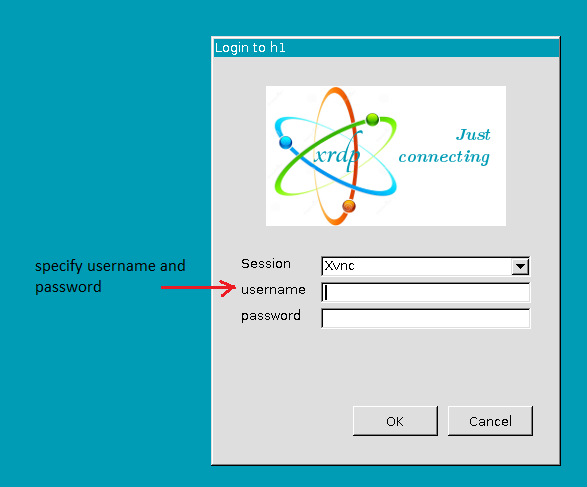 Login to h1
xrdp
Just
connecting
specify username and
password
Session
Xvnc
username
password
OK
Cancel